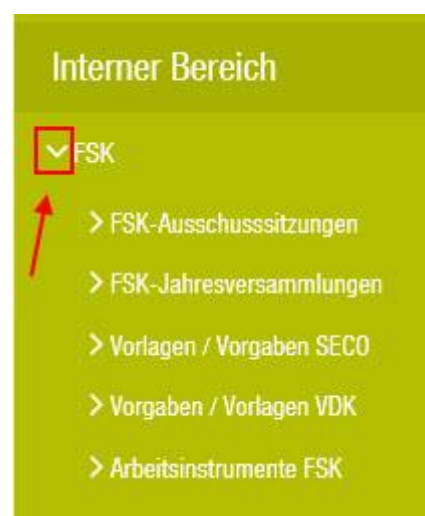 Interner Bereich
FSK
FSK-Ausschusssitzungen
FSK-Jahresversammlungen
Vorlagen / Vorgaben SECO
Vorgaben / Vorlagen VDK
Arbeitsinstrumente FSK